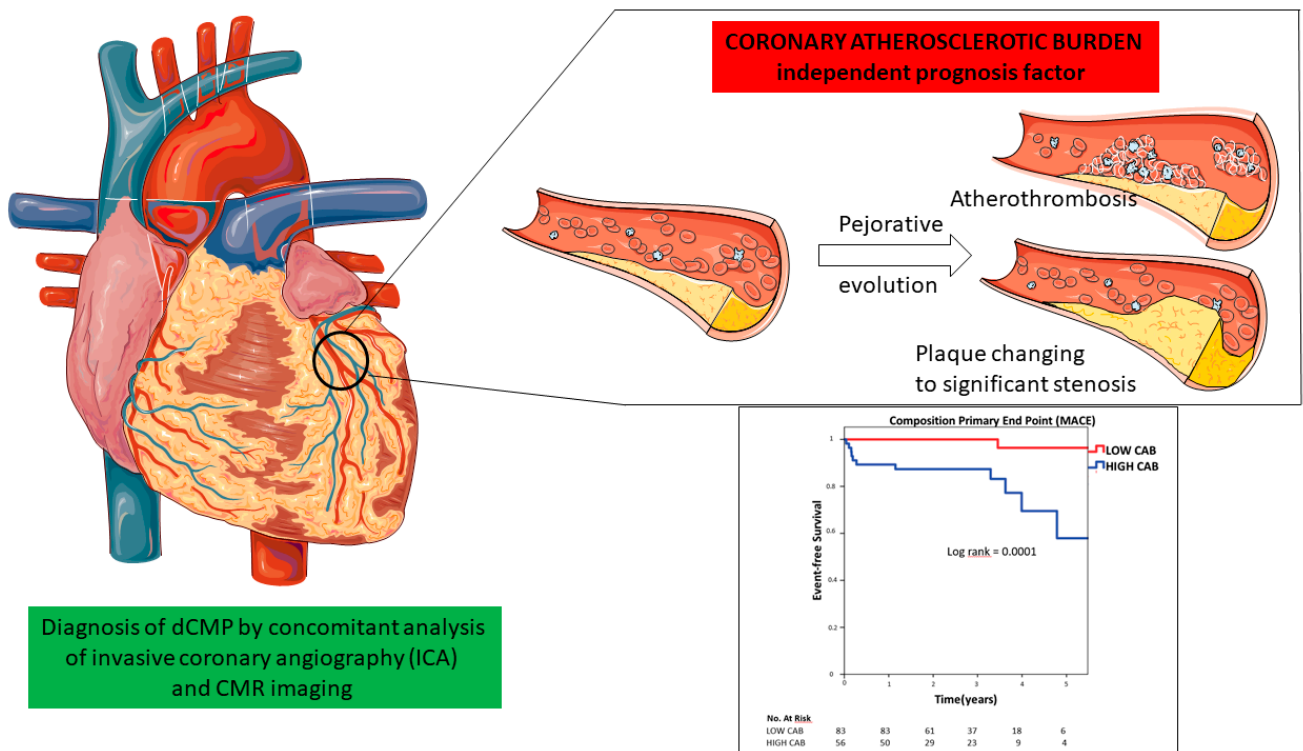 CORONARY ATHEROSCLEROTIC BURDEN
independent prognosis factor
Atherothrombosis
Pejorative
evolution
Plaque changing
to significant stenosis
Diagnosis of dCMP by concomitant analysis
of invasive coronary angiography (ICA)
and CMR imaging
Composition Primary End Point (MACE)
LOW CAB
HIGH CAB
Event-free Survival
1
0.8
0.6
0.4
0.2
0
Log rank = 0.0001
0 1 2 3 4 5
Time(years)
No. At Risk
LOW CAB 83 83 61 37 18 6
HIGH CAB 56 50 29 23 9 4